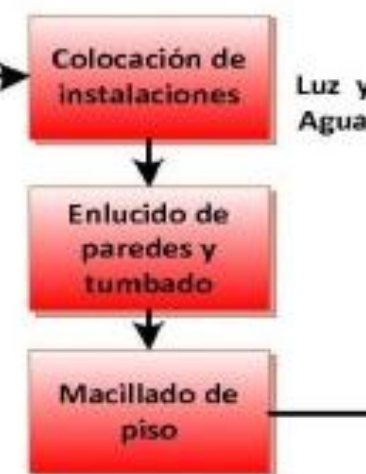 Colocación de
instalaciones
Luz y
Agua
Enlucido de
paredes y
tumbado
Macillado de
piso